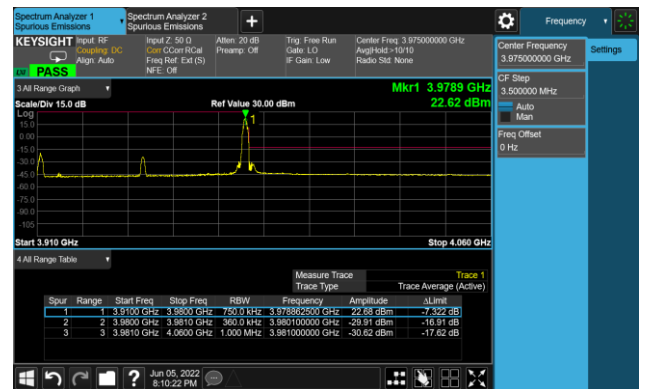 Spectrum Analyzer 1
Spurious Emissions
Spectrum Analyzer 2
Spurious Emissions
+
Frequency
KEYSIGHT
Input: RF
Coupling: DC
Align: Auto
Input Z: 50 Ω
Corr CCorr RCal
Freq Ref: Ext (S)
NFE: Off
Atten: 20 dB
Preamp: Off
Trig: Free Run
Gate: LO
IF Gain: Low
Center Freq: 3.975000000 GHz
Avg|Hold:>10/10
Radio Std: None
PASS
Center Frequency
3.975000000 GHz
Settings
CF Step
3.500000 MHz
Auto
Man
Freq Offset
0 Hz
3 All Range Graph
Mkr1 3.9789 GHz
Scale/Div 15.0 dB
Ref Value 30.00 dBm
22.62 dBm
Log
1
15.0
0.00
-15.0
-30.0
-45.0
-60.0
-75.0
-90.0
-105
Start 3.910 GHz
Stop 4.060 GHz
4 All Range Table
Measure Trace Trace 1
Trace Type Trace Average (Active)
Spur Range Start Freq Stop Freq RBW Frequency Amplitude ΔLimit
1 1 3.9100 GHz 3.9800 GHz 750.0 kHz 3.978862500 GHz 22.68 dBm -7.322 dB
2 2 3.9800 GHz 3.9810 GHz 360.0 kHz 3.980100000 GHz -29.91 dBm -16.91 dB
3 3 3.9810 GHz 4.0600 GHz 1.000 MHz 3.981000000 GHz -30.62 dBm -17.62 dB
?
Jun 05, 2022
8:10:22 PM